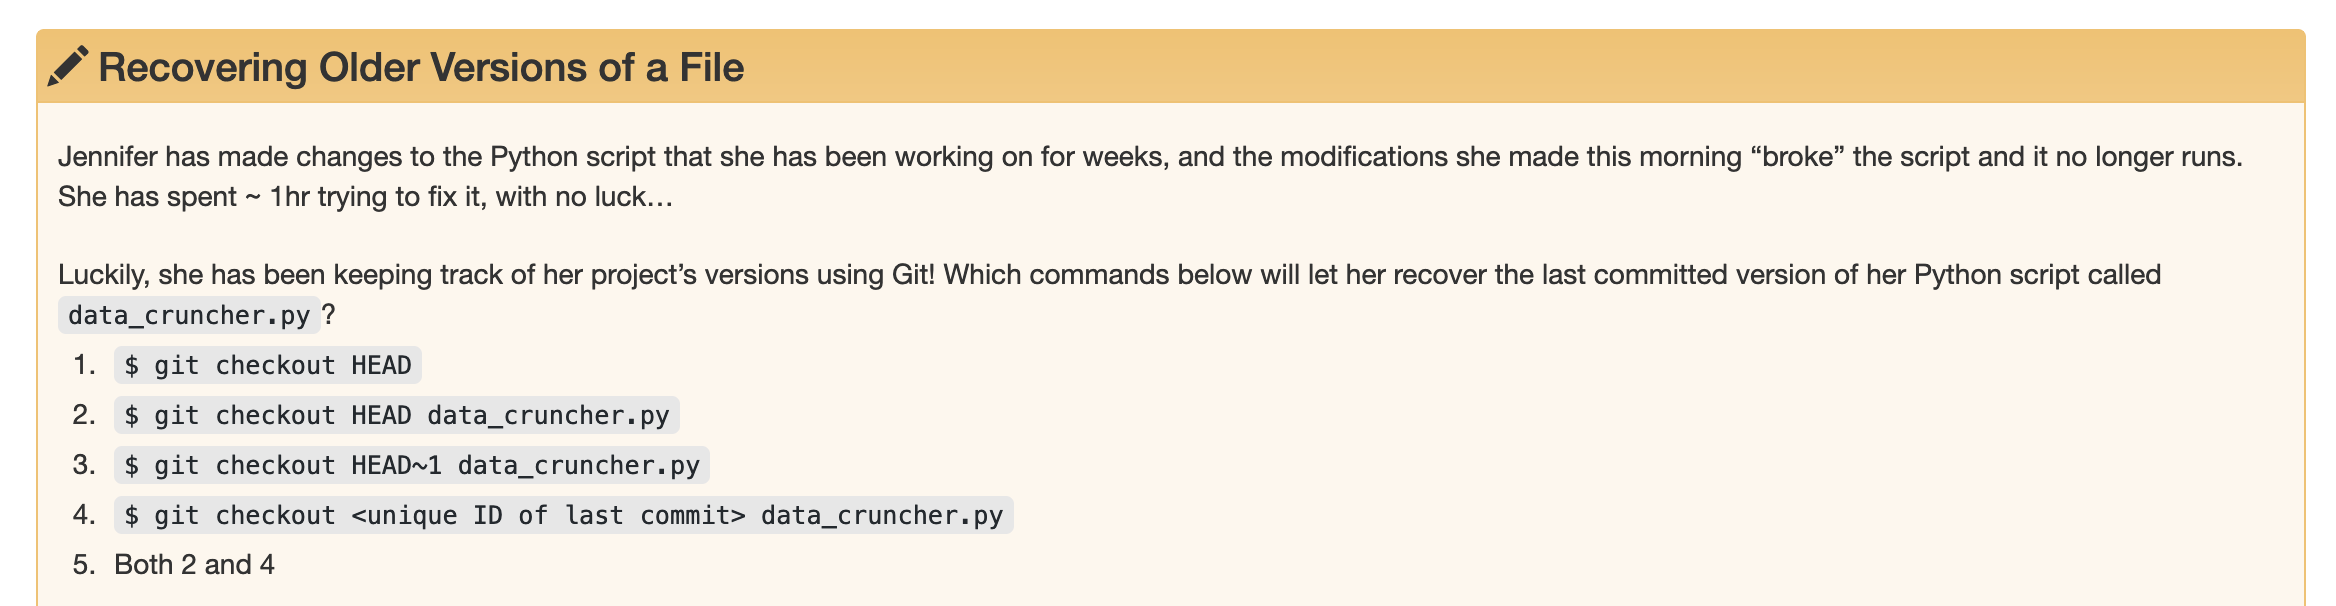 Recovering Older Versions of a File
Jennifer has made changes to the Python script that she has been working on for weeks, and the modifications she made this morning “broke” the script and it no longer runs.
She has spent ~ 1hr trying to fix it, with no luck…
Luckily, she has been keeping track of her project’s versions using Git! Which commands below will let her recover the last committed version of her Python script called
data_cruncher.py?
1. $ git checkout HEAD
2. $ git checkout HEAD data_cruncher.py
3. $ git checkout HEAD~1 data_cruncher.py
4. $ git checkout <unique ID of last commit> data_cruncher.py
5. Both 2 and 4